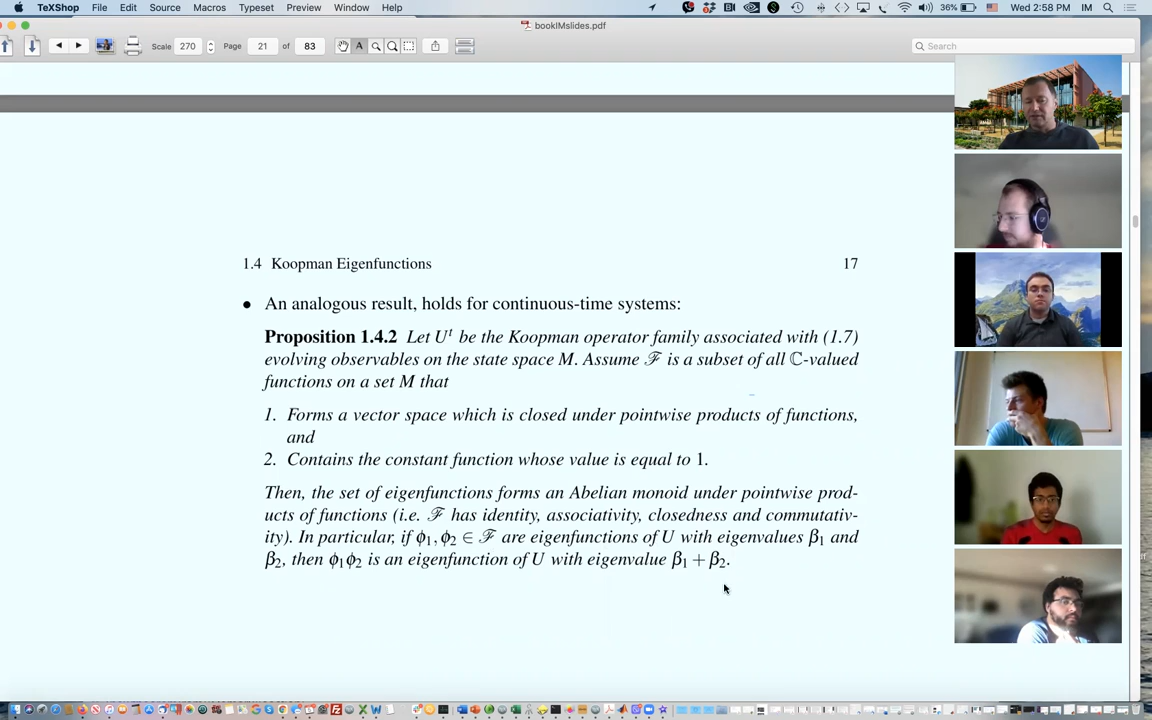 TeXShop File Edit Source Macros Typeset Preview Window Help 36% Wed 2:58 PM IM
bookIMslides.pdf
Scale 270 Page 21 of 83 A Search
1.4 Koopman Eigenfunctions 17
• An analogous result, holds for continuous-time systems:
Proposition 1.4.2 Let Uᵗ be the Koopman operator family associated with (1.7)
evolving observables on the state space M. Assume ℱ is a subset of all ℂ-valued
functions on a set M that
1. Forms a vector space which is closed under pointwise products of functions,
and
2. Contains the constant function whose value is equal to 1.
Then, the set of eigenfunctions forms an Abelian monoid under pointwise prod-
ucts of functions (i.e. ℱ has identity, associativity, closedness and commutativ-
ity). In particular, if ϕ₁,ϕ₂ ∈ ℱ are eigenfunctions of U with eigenvalues β₁ and
β₂, then ϕ₁ϕ₂ is an eigenfunction of U with eigenvalue β₁ + β₂.